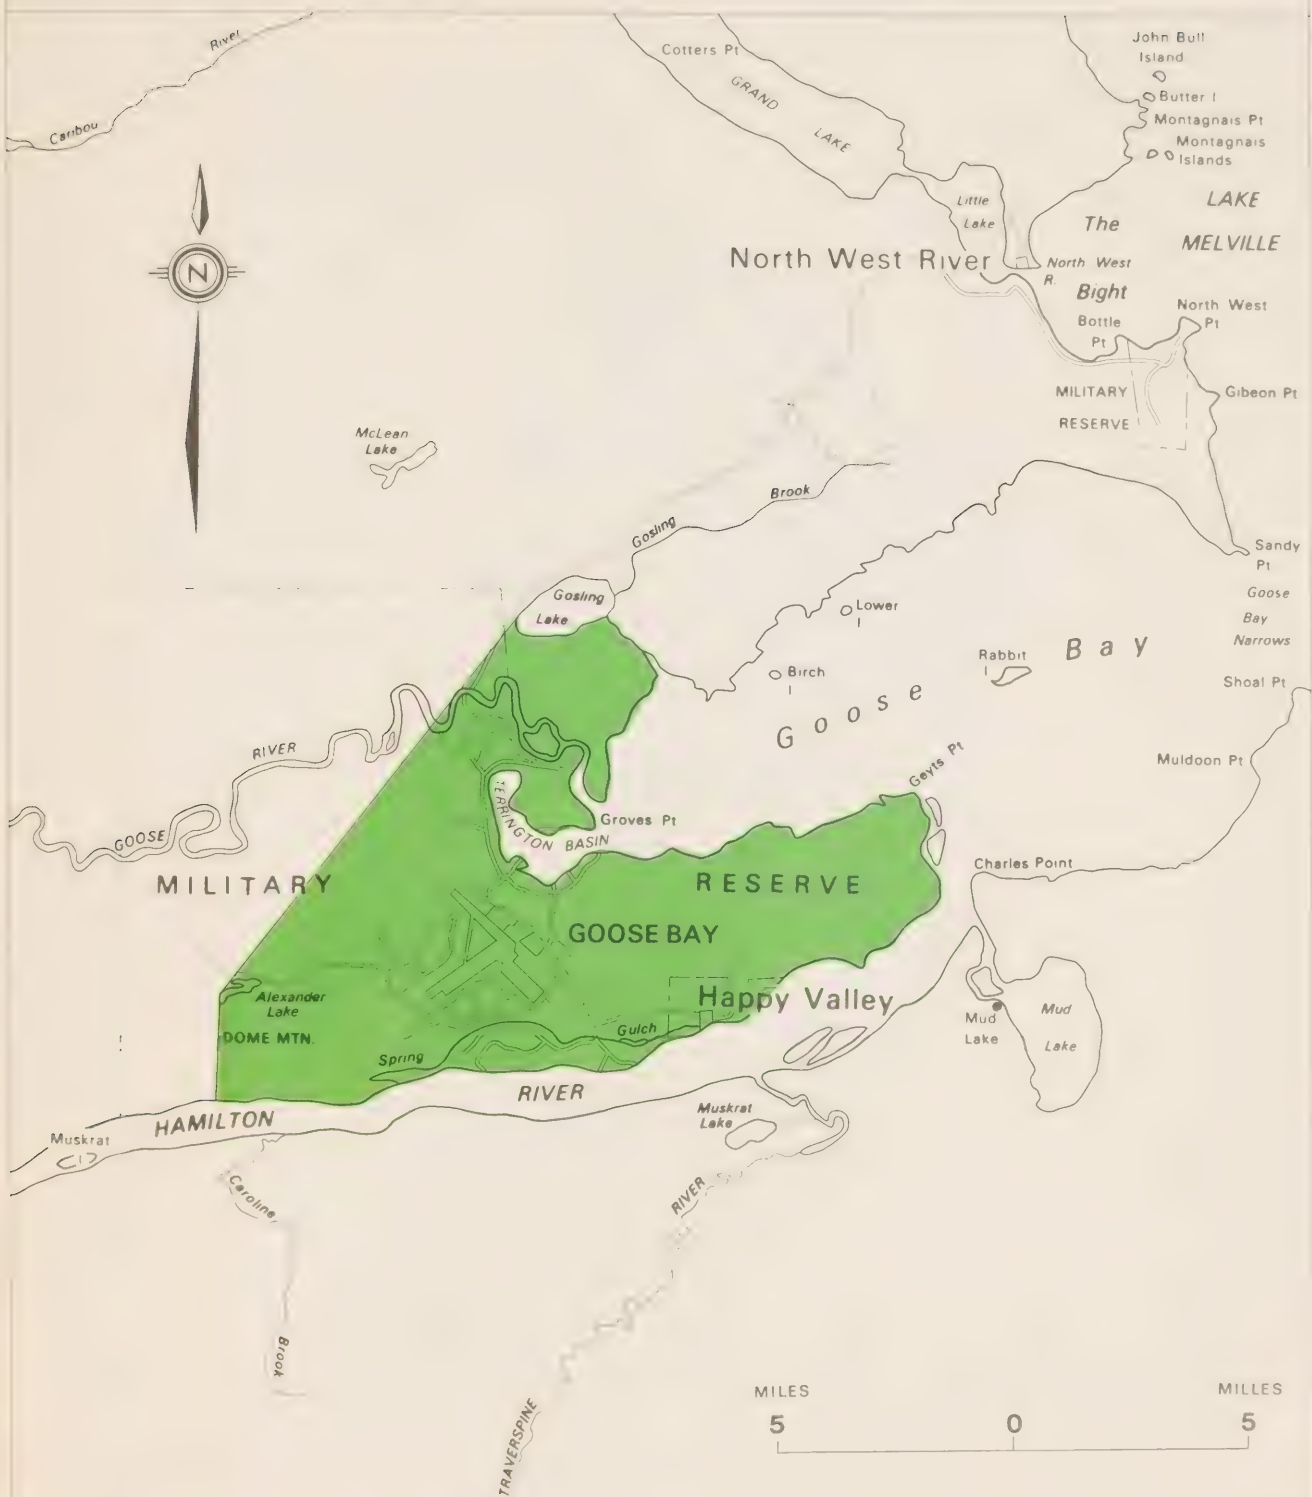 River
Caribou
Cotters Pt
GRAND
LAKE
John Bull
Island
Butter I
Montagnais Pt
Montagnais
Islands
Little
Lake
The
Bight
LAKE
MELVILLE
N
North West River
North West
R.
North West
Pt
Bottle
Pt
MILITARY
RESERVE
Gibeon Pt
McLean
Lake
Gosling
Brook
Sandy
Pt
Goose
Bay
Narrows
Gosling
Lake
Lower
I
Birch
I
Rabbit
I
Goose Bay
Shoal Pt
Muldoon Pt
GOOSE
RIVER
TERRINGTON BASIN
Groves Pt
Geyts Pt
Charles Point
MILITARY RESERVE
GOOSE BAY
Happy Valley
Alexander
Lake
DOME MTN.
Spring
Gulch
Mud
Lake
Mud
Lake
HAMILTON RIVER
Muskrat
I
Muskrat
Lake
Caroline
Brook
TRAVERSPINE
RIVER
MILES MILLES
5 0 5